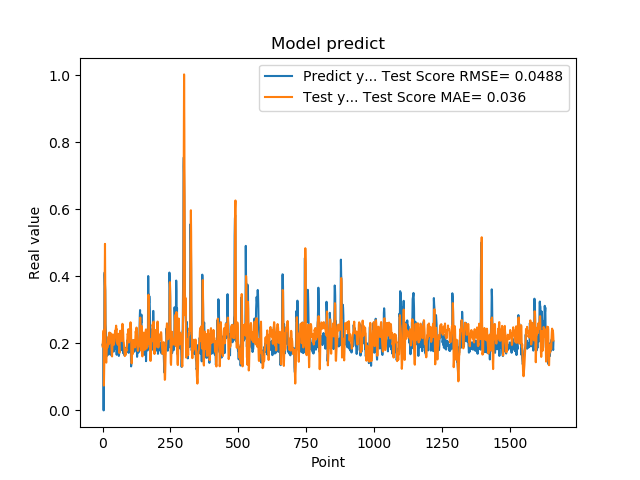 Model predict
Predict y... Test Score RMSE= 0.0488
Test y... Test Score MAE= 0.036
Real value
1.0
0.8
0.6
0.4
0.2
0.0
0 250 500 750 1000 1250 1500
Point